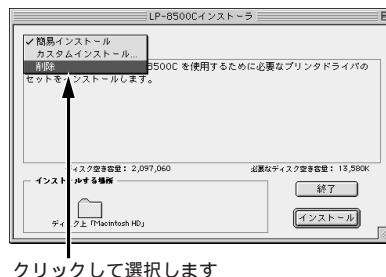 LP-8500Cインストーラ
✓簡易インストール
カスタムインストール...
削除
8500C を使用するために必要なプリンタドライバの
セットをインストールします。
ィスク空き容量： 2,097,060
必要なディスク空き容量： 13,580K
インストールする場所
ディスク上「Macintosh HD」
終了
インストール
クリックして選択します